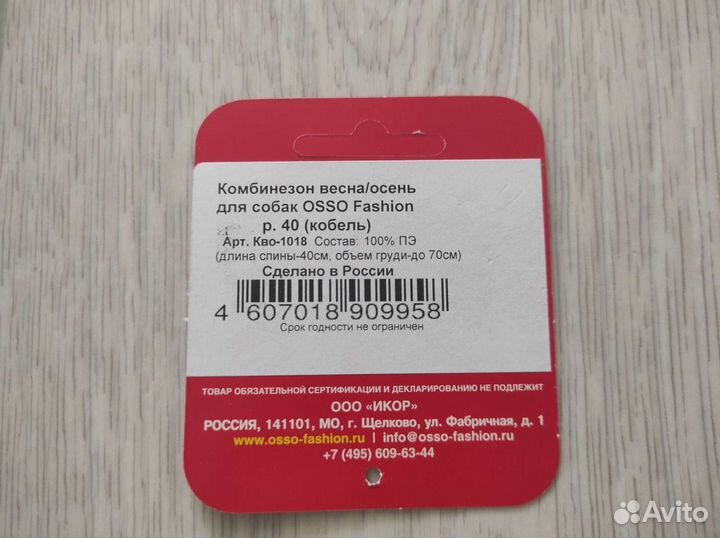 Комбинезон весна/осень
для собак OSSO Fashion
р. 40 (кобель)
Арт. Кво-1018 Состав: 100% ПЭ
(длина спины-40см, объем груди-до 70см)
Сделано в России
4 607018 909958
Срок годности не ограничен
ТОВАР ОБЯЗАТЕЛЬНОЙ СЕРТИФИКАЦИИ И ДЕКЛАРИРОВАНИЮ НЕ ПОДЛЕЖИТ
ООО «ИКОР»
РОССИЯ, 141101, МО, г. Щелково, ул. Фабричная, д. 1
www.osso-fashion.ru | info@osso-fashion.ru
+7 (495) 609-63-44
Avito